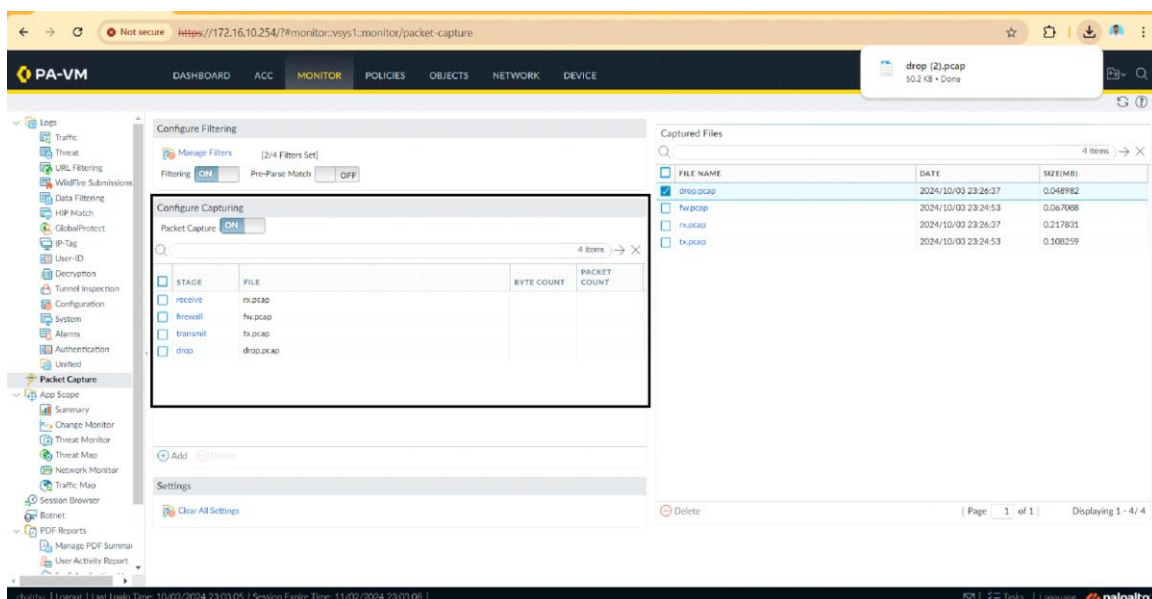 Not secure https://172.16.10.254/?#monitor::vsys1::monitor/packet-capture
drop (2).pcap
50.2 KB • Done
PA-VM
DASHBOARD ACC MONITOR POLICIES OBJECTS NETWORK DEVICE
Logs
Traffic
Threat
URL Filtering
WildFire Submissions
Data Filtering
HIP Match
GlobalProtect
IP-Tag
User-ID
Decryption
Tunnel Inspection
Configuration
System
Alarms
Authentication
Unified
Packet Capture
App Scope
Summary
Change Monitor
Threat Monitor
Threat Map
Network Monitor
Traffic Map
Session Browser
Botnet
PDF Reports
Manage PDF Summar
User Activity Report
Configure Filtering
Manage Filters [2/4 Filters Set]
Filtering ON Pre-Parse Match OFF
Configure Capturing
Packet Capture ON
4 items
STAGE FILE BYTE COUNT PACKET COUNT
receive rx.pcap
firewall fw.pcap
transmit tx.pcap
drop drop.pcap
Add Delete
Settings
Clear All Settings
Captured Files
4 items
FILE NAME DATE SIZE(MB)
drop.pcap 2024/10/03 23:26:37 0.048982
fw.pcap 2024/10/03 23:24:53 0.067088
rx.pcap 2024/10/03 23:26:37 0.217831
tx.pcap 2024/10/03 23:24:53 0.108259
Delete Page 1 of 1 Displaying 1 - 4/ 4
Logout | Last Login Time: 10/03/2024 23:03:05 | Session Expire Time: 11/02/2024 23:03:08 |
Tasks | Language paloalto